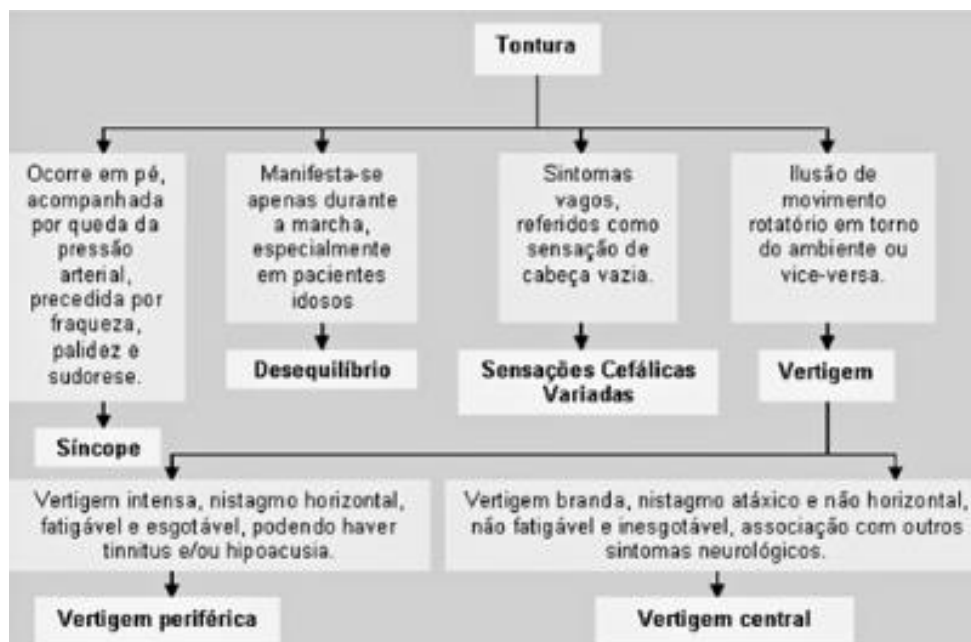 Tontura
Ocorre em pé,
acompanhada
por queda da
pressão
arterial,
precedida por
fraqueza,
palidez e
sudorese.
Síncope
Manifesta-se
apenas durante
a marcha,
especialmente
em pacientes
idosos
Desequilíbrio
Sintomas
vagos,
referidos como
sensação de
cabeça vazia.
Sensações Cefálicas
Variadas
Ilusão de
movimento
rotatório em torno
do ambiente ou
vice-versa.
Vertigem
Vertigem intensa, nistagmo horizontal,
fatigável e esgotável, podendo haver
tinnitus e/ou hipoacusia.
Vertigem periférica
Vertigem branda, nistagmo atáxico e não horizontal,
não fatigável e inesgotável, associação com outros
sintomas neurológicos.
Vertigem central